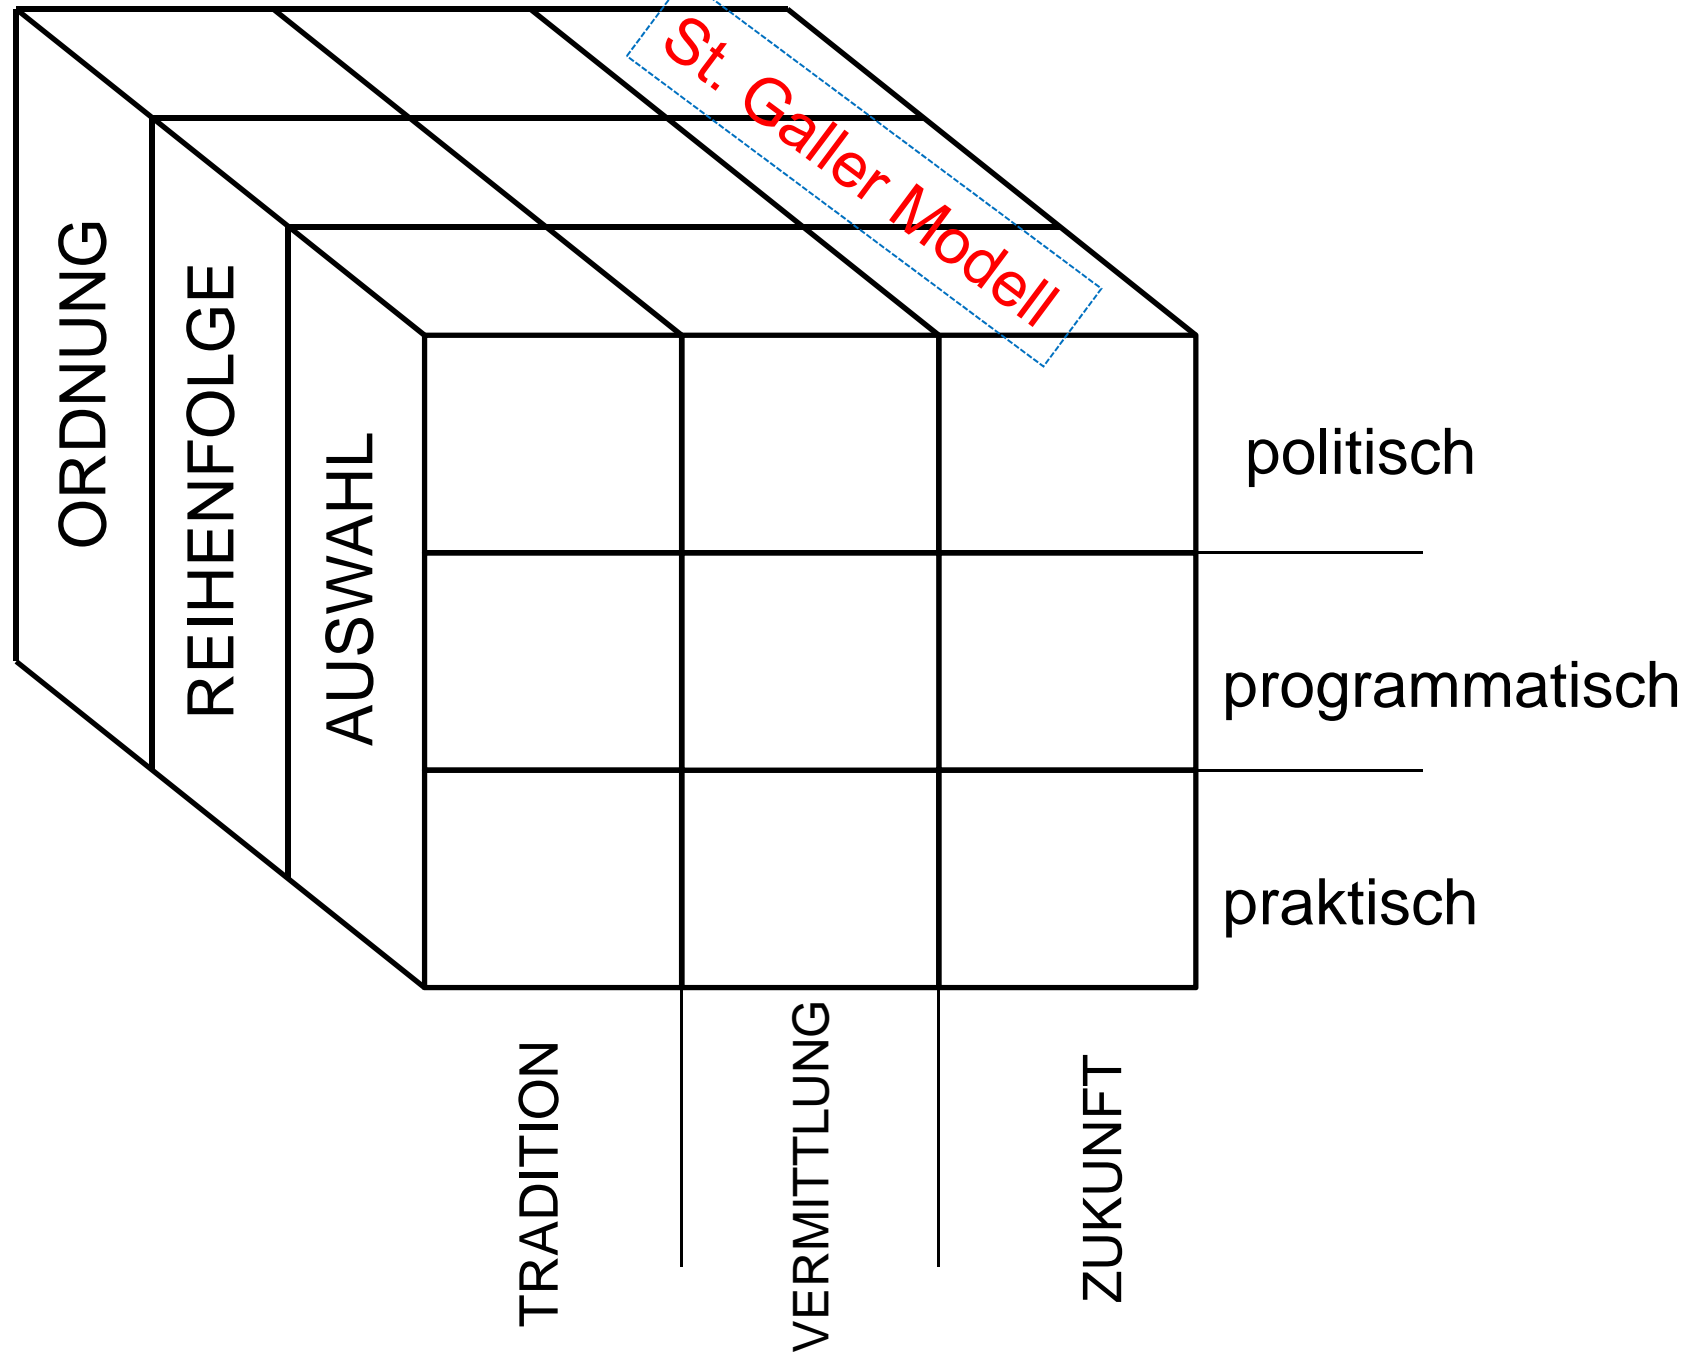 St. Galler Modell
ORDNUNG
REIHENFOLGE
AUSWAHL
politisch
programmatisch
praktisch
TRADITION
VERMITTLUNG
ZUKUNFT